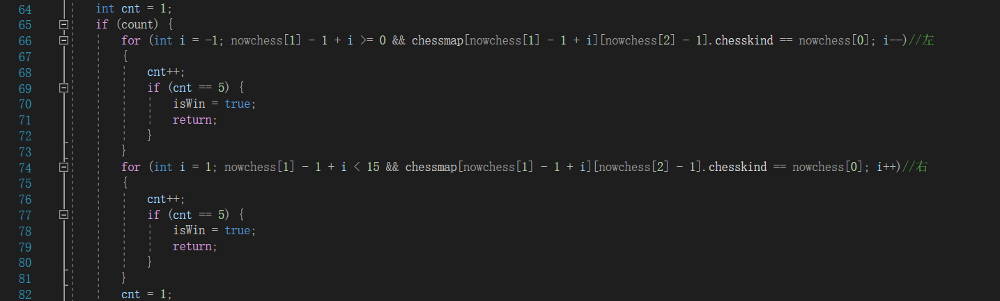 64 int cnt = 1;
65 if (count) {
66 for (int i = -1; nowchess[1] - 1 + i >= 0 && chessmap[nowchess[1] - 1 + i][nowchess[2] - 1].chesskind == nowchess[0]; i--)//左
67 {
68 cnt++;
69 if (cnt == 5) {
70 isWin = true;
71 return;
72 }
73 }
74 for (int i = 1; nowchess[1] - 1 + i < 15 && chessmap[nowchess[1] - 1 + i][nowchess[2] - 1].chesskind == nowchess[0]; i++)//右
75 {
76 cnt++;
77 if (cnt == 5) {
78 isWin = true;
79 return;
80 }
81 }
82 cnt = 1;